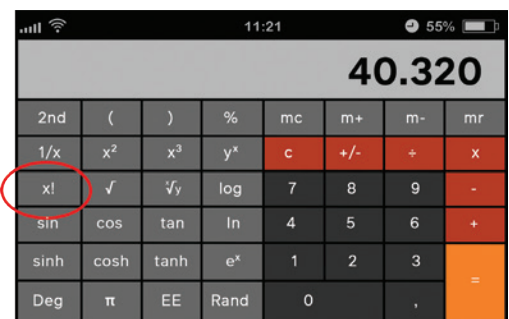 11:21 55%
40.320
2nd ( ) % mc m+ m- mr
1/x x² x³ yˣ c +/- ÷ x
x! √ ˣ√y log 7 8 9 -
sin cos tan ln 4 5 6 +
sinh cosh tanh eˣ 1 2 3 =
Deg π EE Rand 0 ,